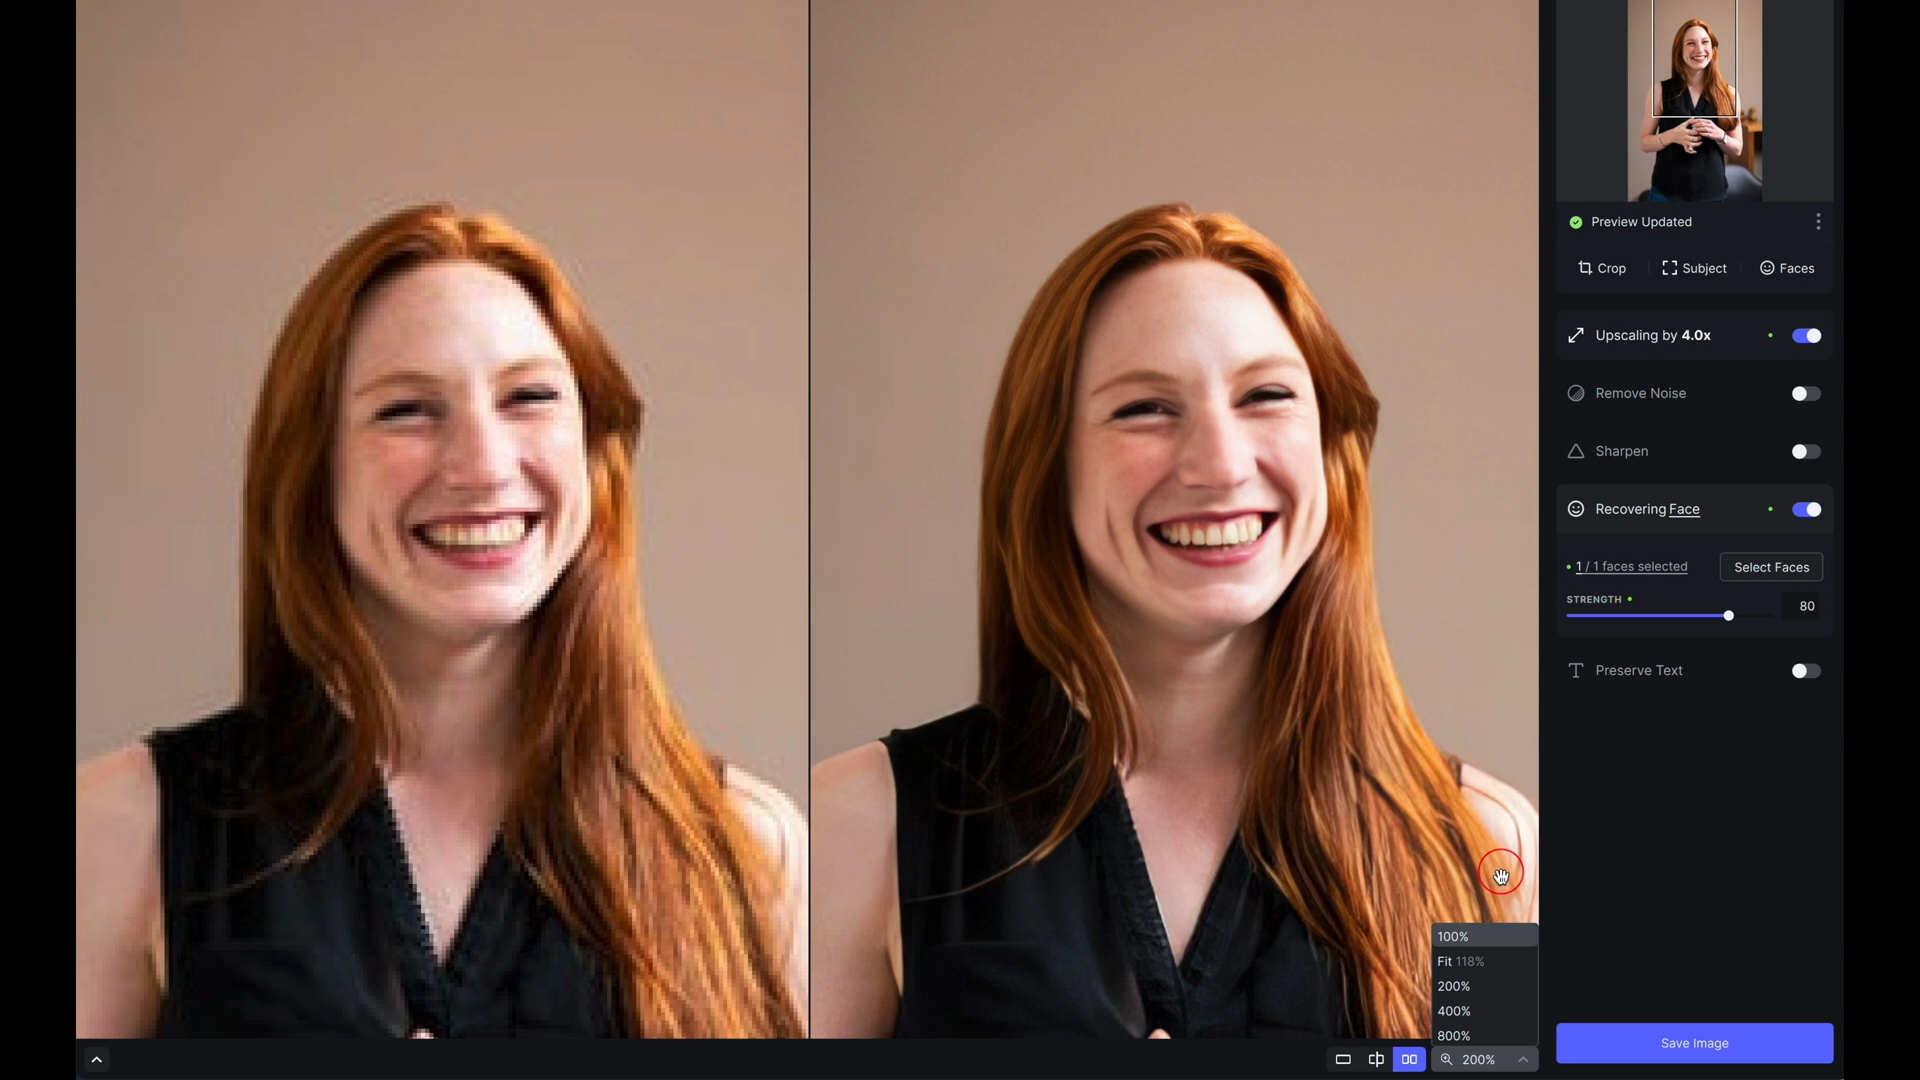 Preview Updated
Crop
Subject
Faces
Upscaling by 4.0x
Remove Noise
Sharpen
Recovering Face
1 / 1 faces selected
Select Faces
STRENGTH
80
Preserve Text
100%
Fit 118%
200%
400%
800%
200%
Save Image